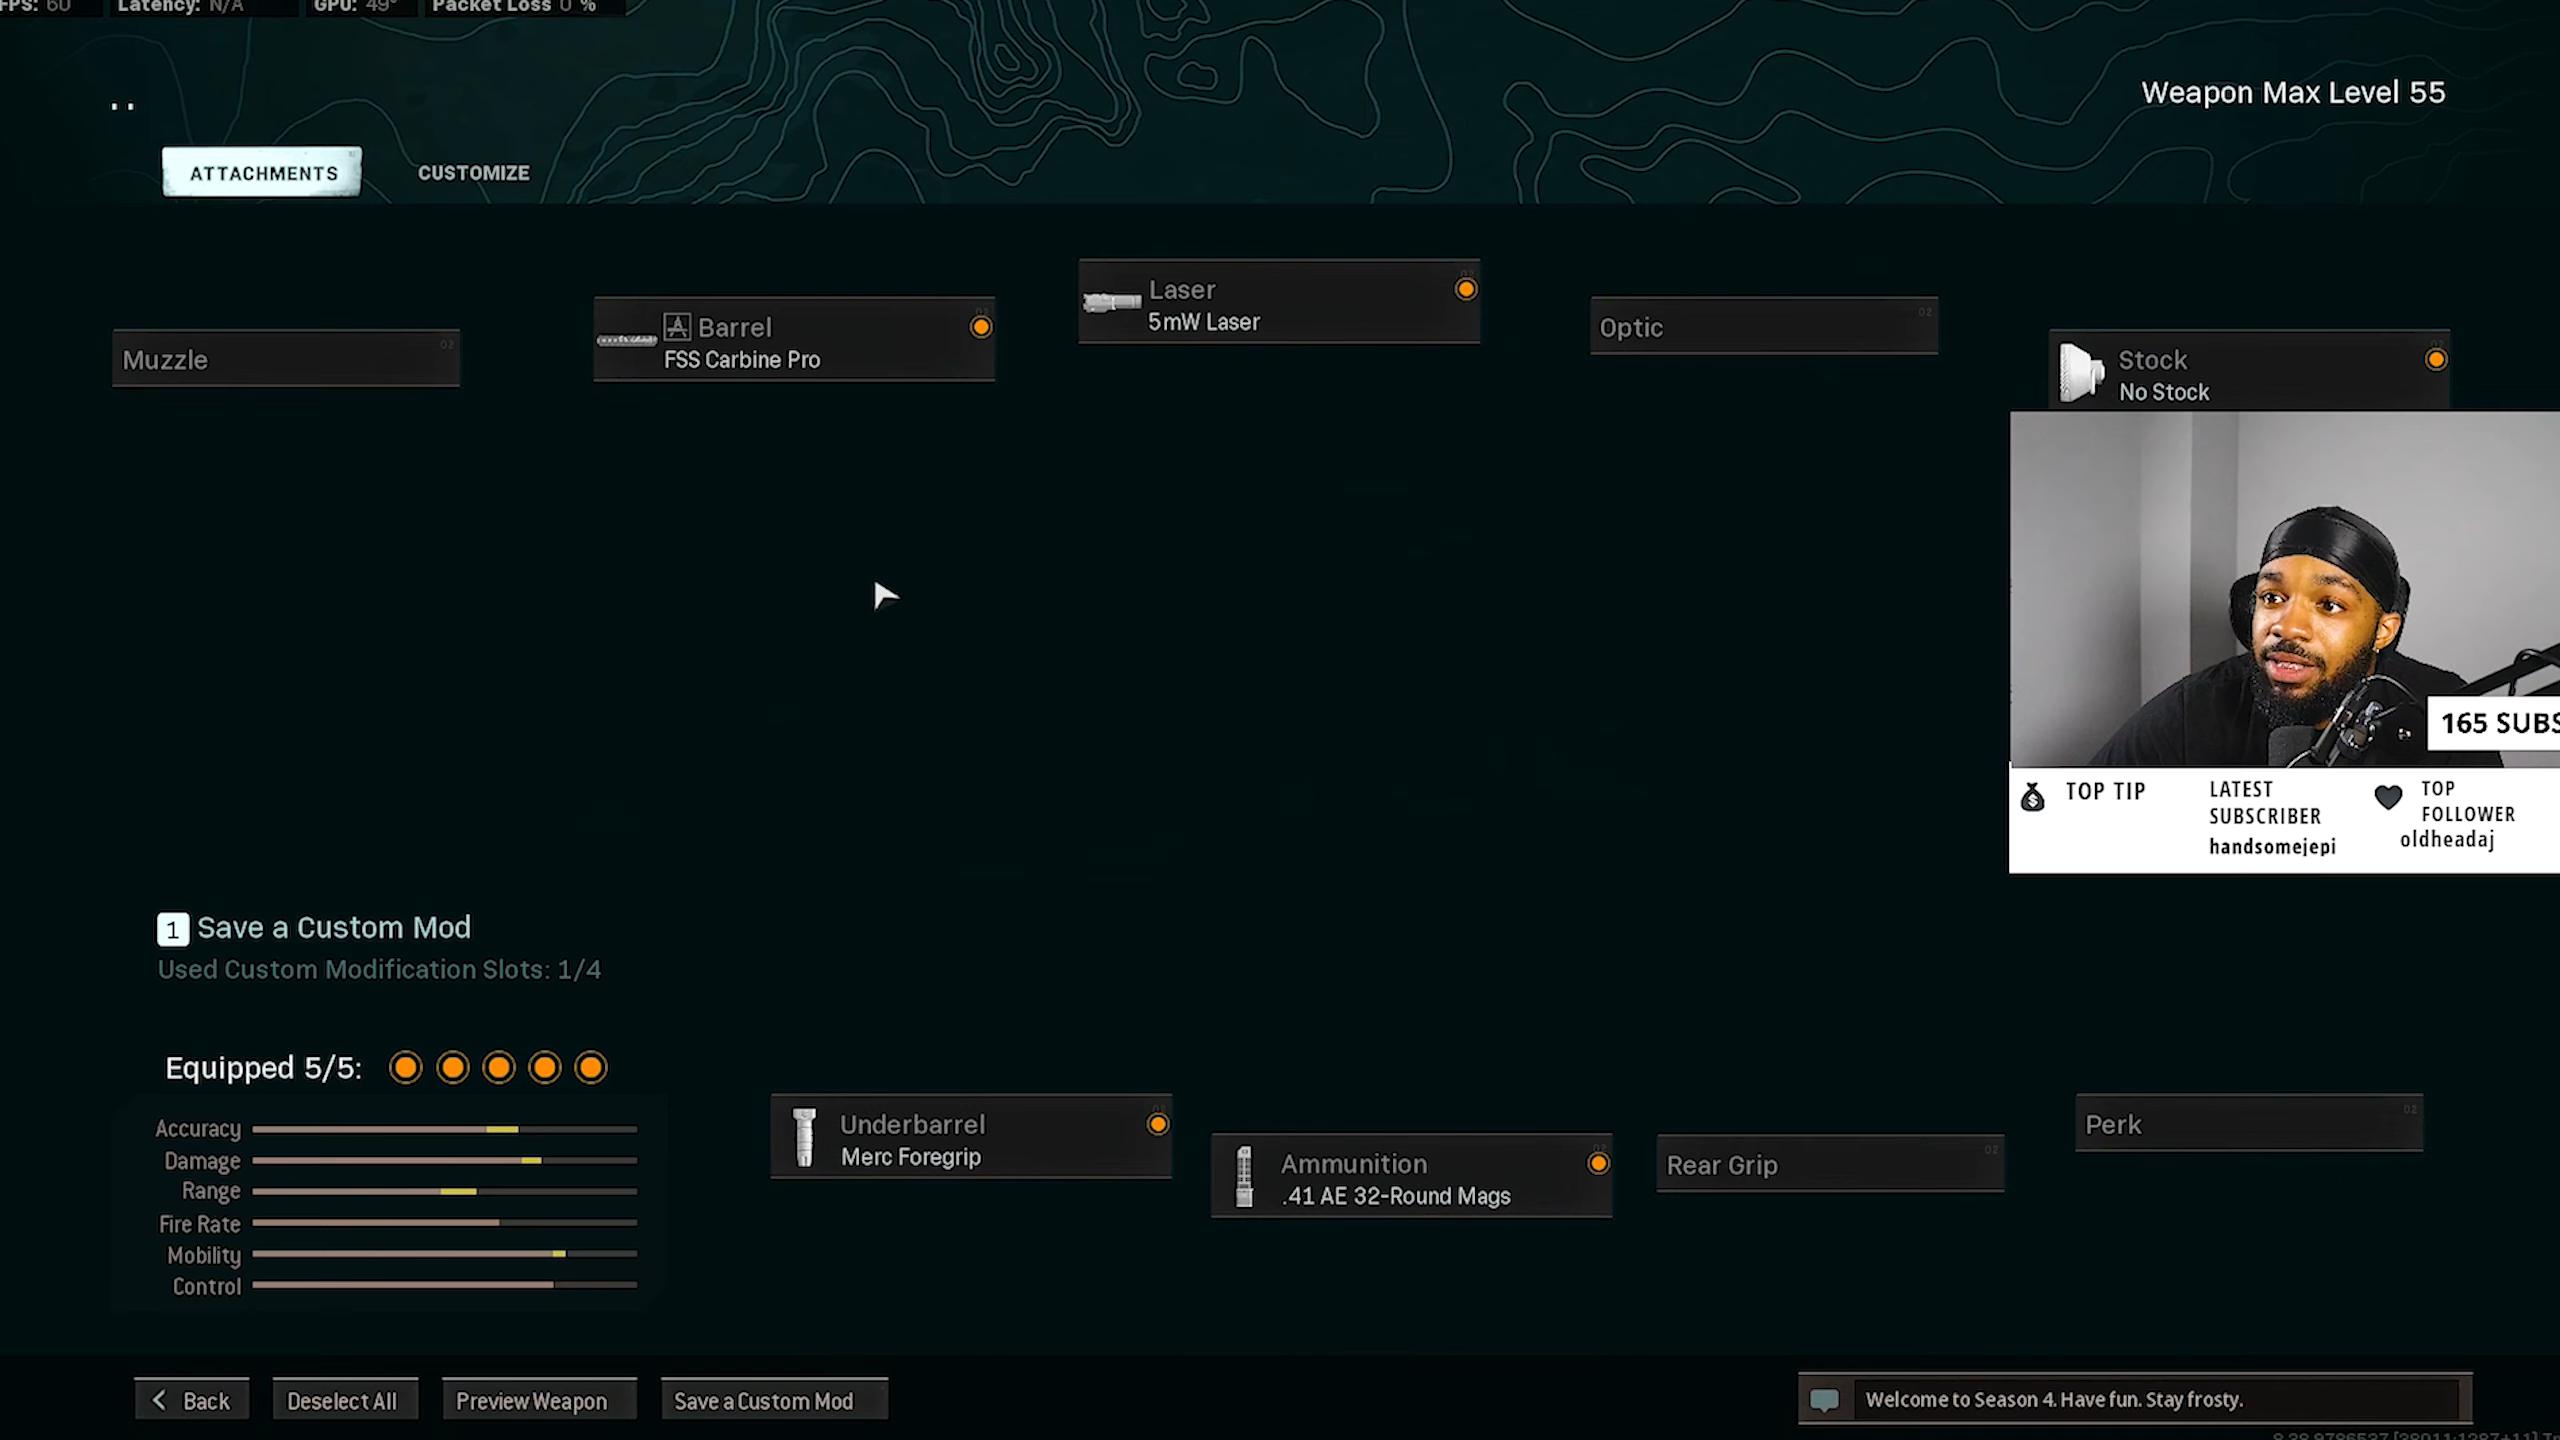 FPS: 60 Latency: N/A GPU: 49° Packet Loss 0 %
..
Weapon Max Level 55
ATTACHMENTS
CUSTOMIZE
Laser
5mW Laser
Barrel
FSS Carbine Pro
Optic
Muzzle
Stock
No Stock
165 SUBS
TOP TIP
LATEST
SUBSCRIBER
handsomejepi
TOP
FOLLOWER
oldheadaj
1 Save a Custom Mod
Used Custom Modification Slots: 1/4
Equipped 5/5:
Accuracy
Damage
Range
Fire Rate
Mobility
Control
Underbarrel
Merc Foregrip
Ammunition
.41 AE 32-Round Mags
Rear Grip
Perk
Back
Deselect All
Preview Weapon
Save a Custom Mod
Welcome to Season 4. Have fun. Stay frosty.